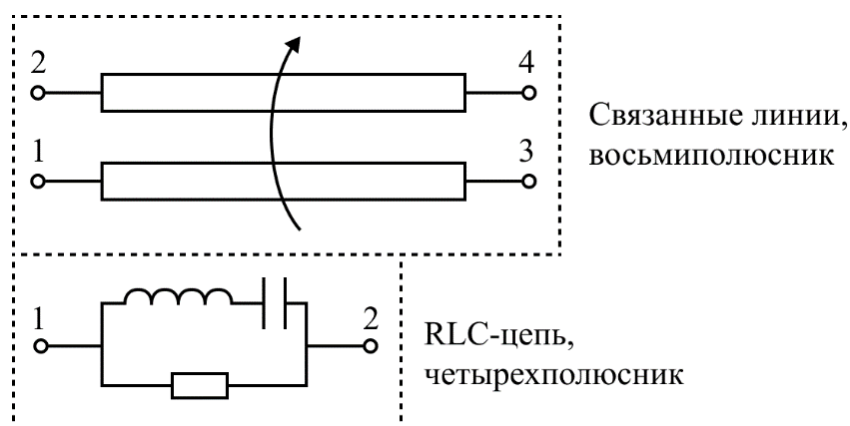 2 4
1 3
Связанные линии,
восьмиполюсник
1 2
RLC-цепь,
четырехполюсник